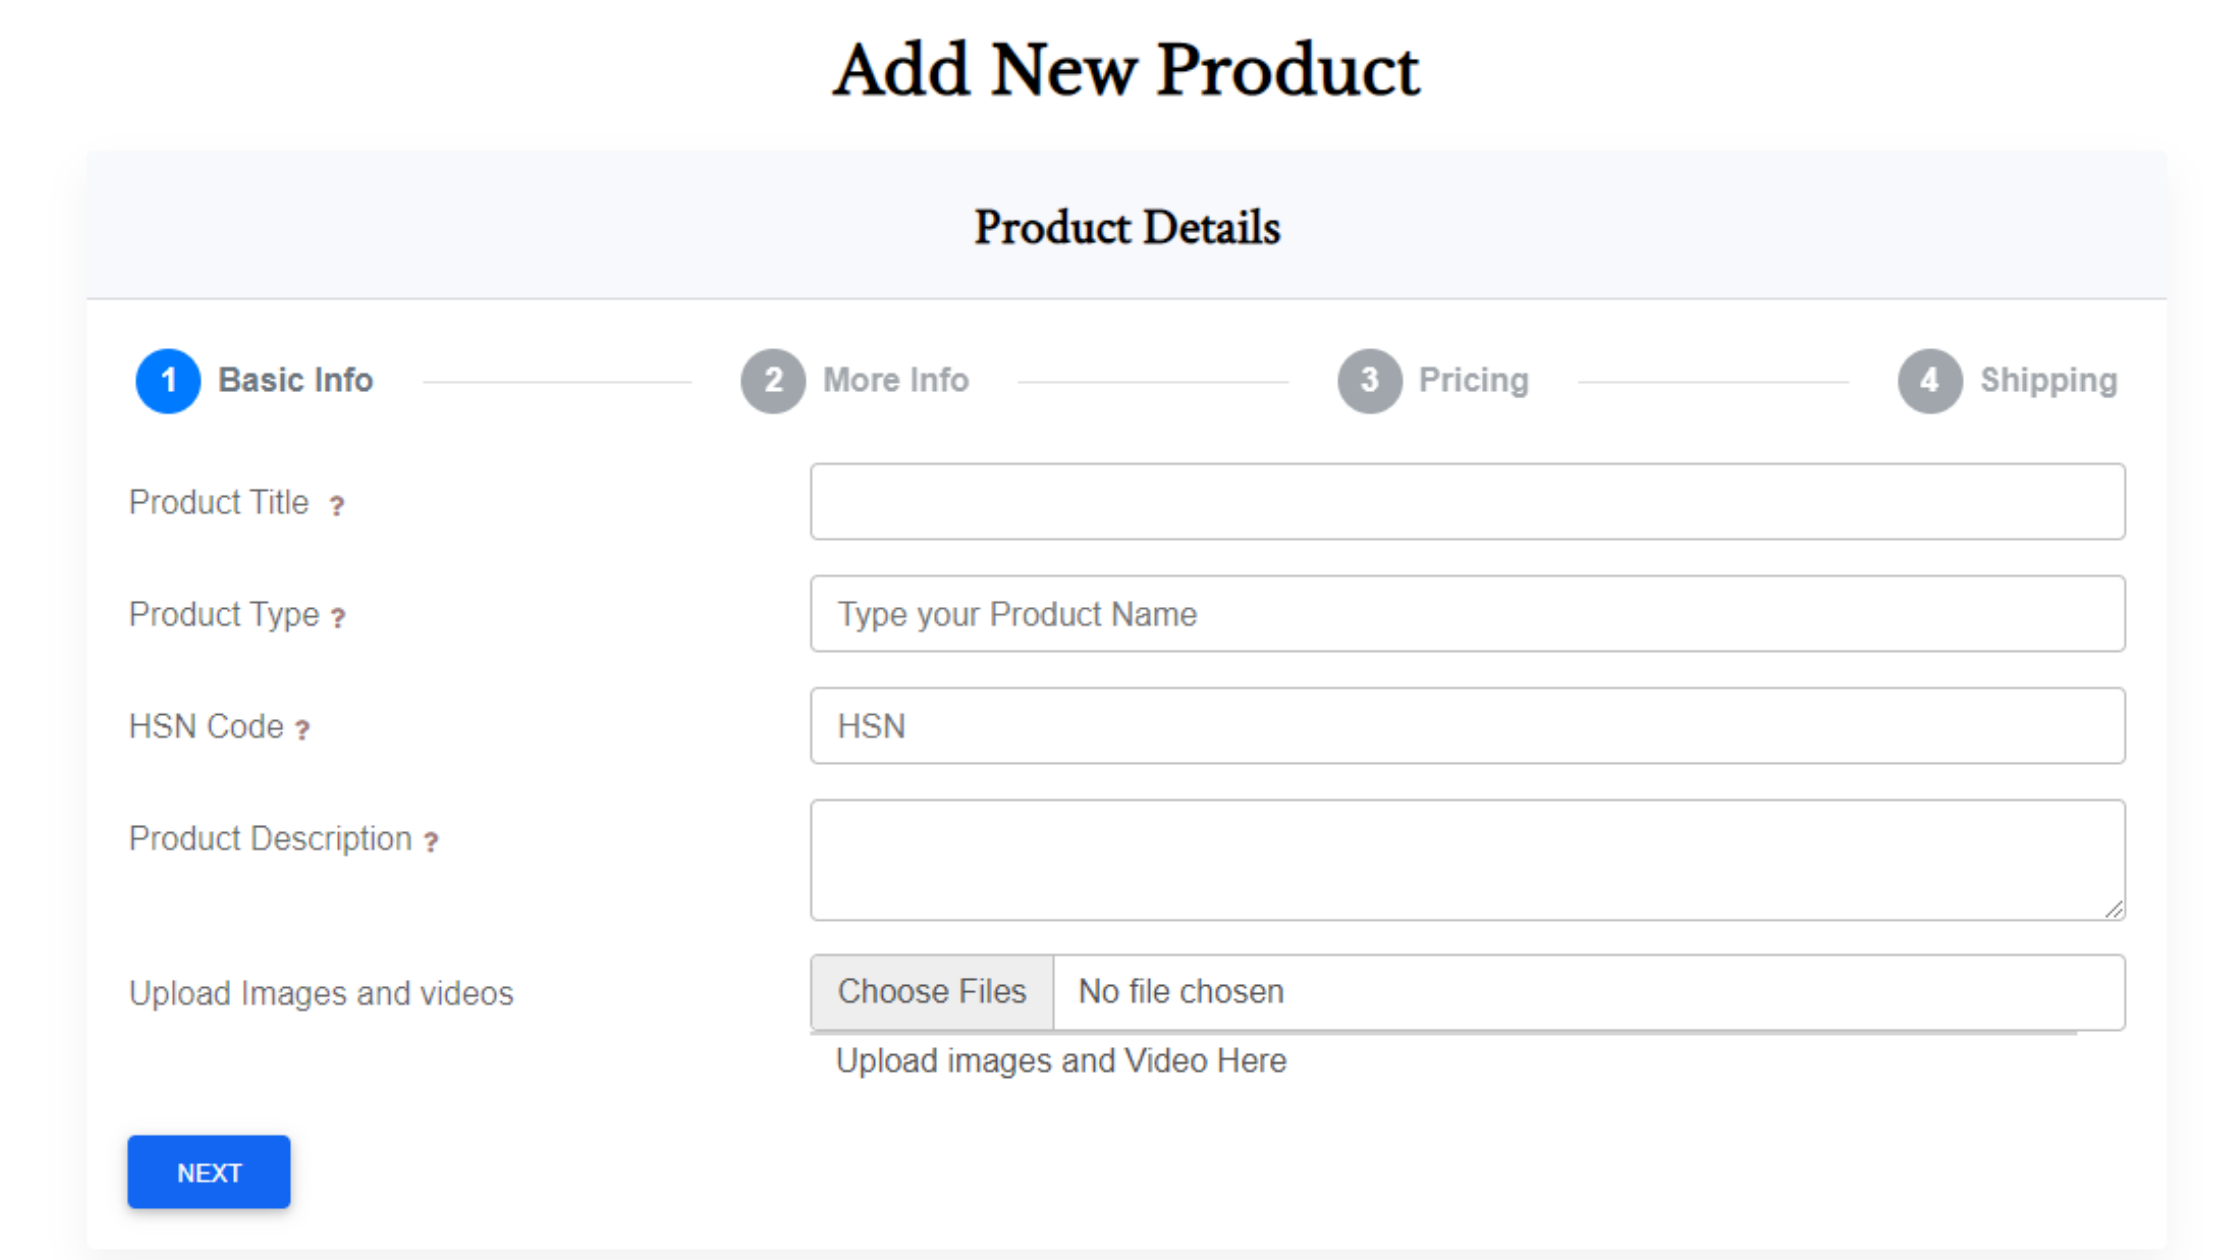 Add New Product
Product Details
1 Basic Info 2 More Info 3 Pricing 4 Shipping
Product Title ?
Product Type ? Type your Product Name
HSN Code ? HSN
Product Description ?
Upload Images and videos Choose Files No file chosen
Upload images and Video Here
NEXT